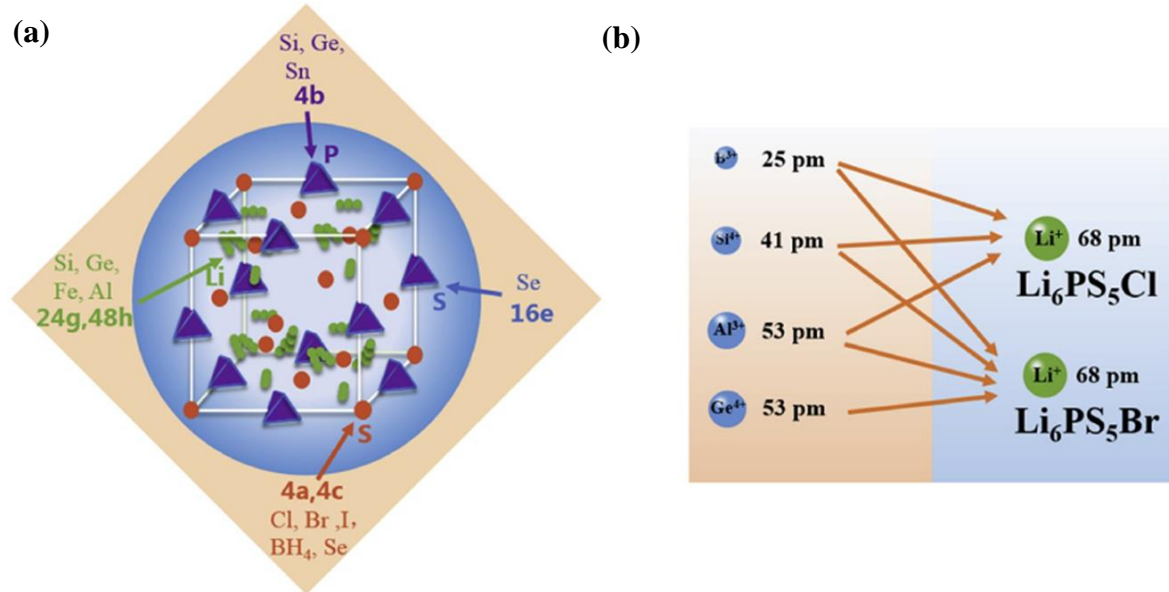 (a)
Si, Ge,
Sn
4b
P
Si, Ge,
Fe, Al
24g,48h
Li
S
Se
16e
S
4a,4c
Cl, Br ,I,
BH₄, Se
(b)
B³⁺ 25 pm
Si⁴⁺ 41 pm
Al³⁺ 53 pm
Ge⁴⁺ 53 pm
Li⁺ 68 pm
Li₆PS₅Cl
Li⁺ 68 pm
Li₆PS₅Br